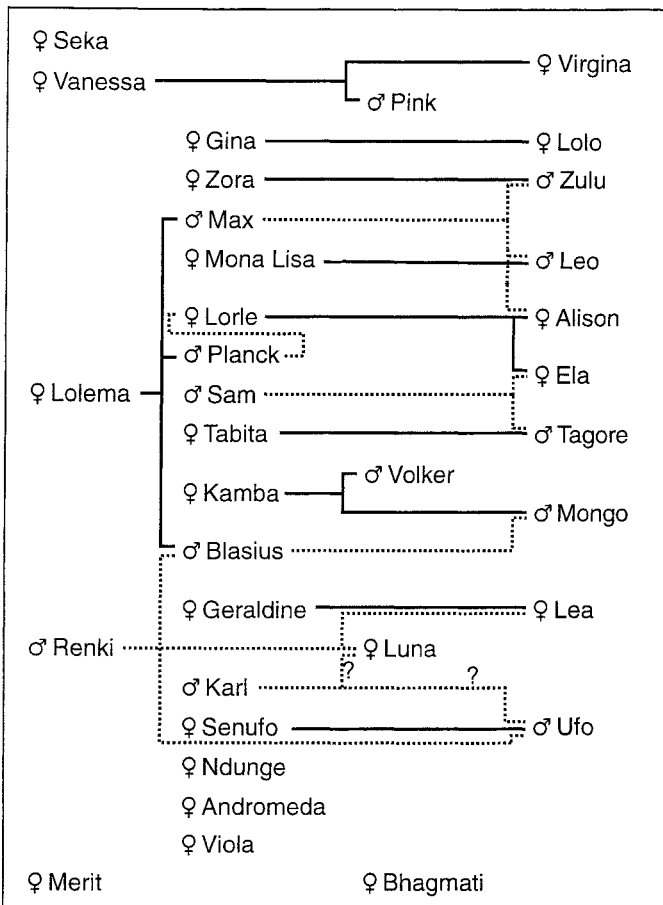 ♀ Seka
♀ Vanessa ♀ Virgina
♂ Pink
♀ Gina ♀ Lolo
♀ Zora ♂ Zulu
♂ Max
♀ Mona Lisa ♂ Leo
♀ Lorle ♀ Alison
♂ Planck
♀ Ela
♀ Lolema ♂ Sam
♀ Tabita ♂ Tagore
♂ Volker
♀ Kamba ♂ Mongo
♂ Blasius
♀ Geraldine ♀ Lea
♂ Renki ♀ Luna
? ?
♂ Karl
♀ Senufo ♂ Ufo
♀ Ndunge
♀ Andromeda
♀ Viola
♀ Merit ♀ Bhagmati